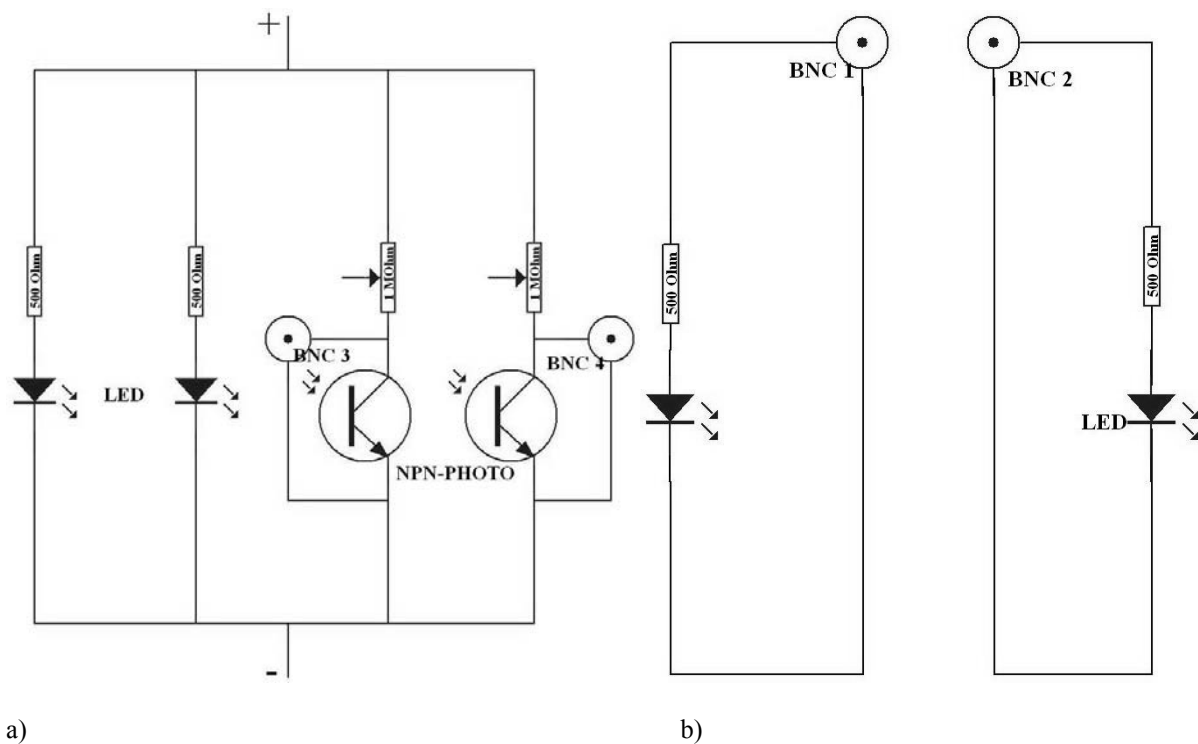 +
BNC 1
BNC 2
500 Ohm
500 Ohm
1 MOhm
1 MOhm
500 Ohm
500 Ohm
BNC 3
BNC 4
LED
LED
NPN-PHOTO
-
a)
b)